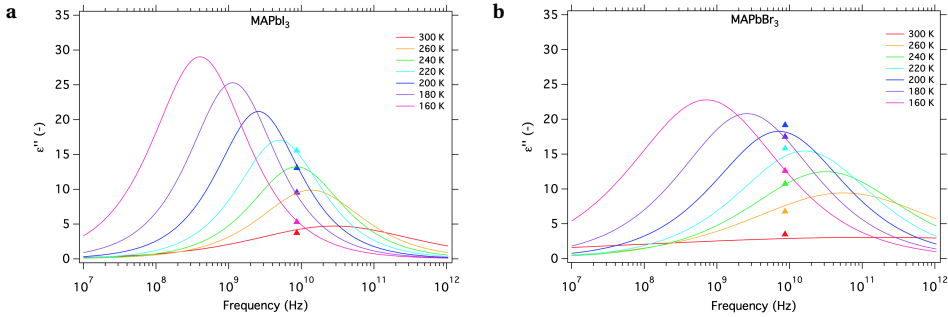 a
MAPbI3
35
30
25
20
15
10
5
0
ε'' (-)
300 K
260 K
240 K
220 K
200 K
180 K
160 K
10^7 10^8 10^9 10^10 10^11 10^12
Frequency (Hz)
b
MAPbBr3
35
30
25
20
15
10
5
0
ε'' (-)
300 K
260 K
240 K
220 K
200 K
180 K
160 K
10^7 10^8 10^9 10^10 10^11 10^12
Frequency (Hz)